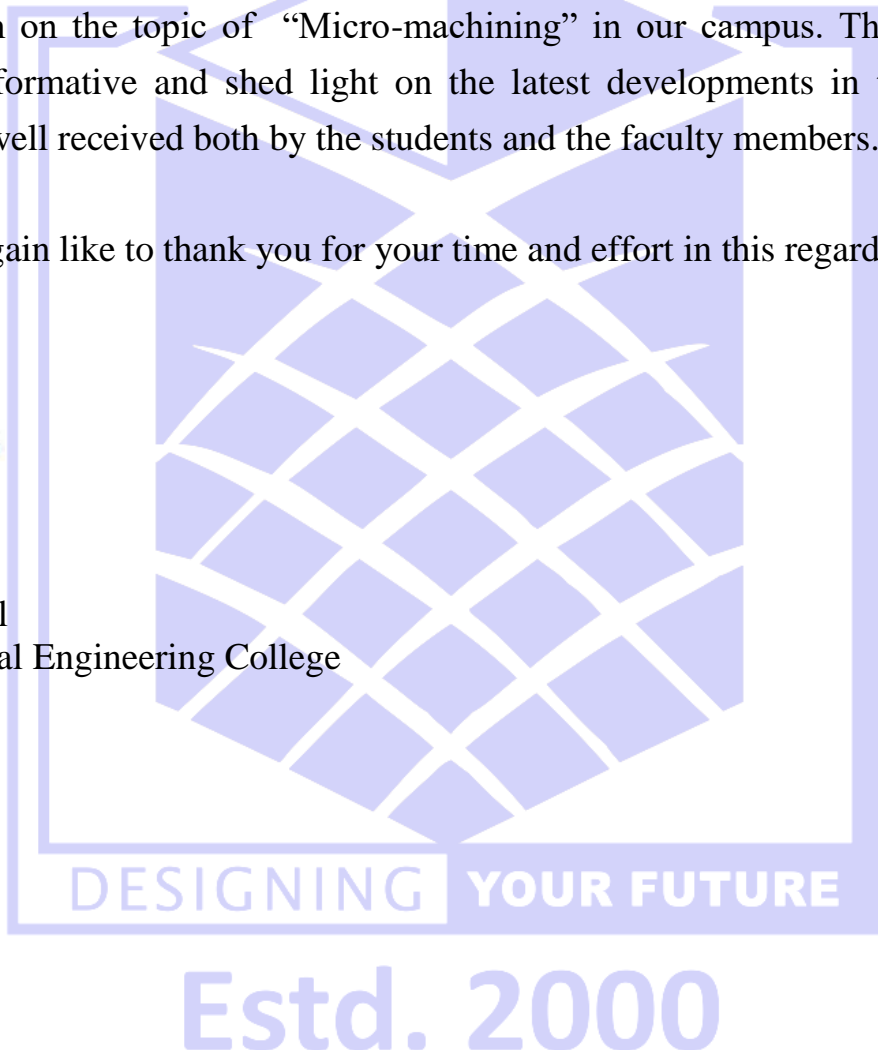 on the topic of “Micro-machining” in our campus. Th
formative and shed light on the latest developments in
well received both by the students and the faculty members.
gain like to thank you for your time and effort in this regard
l
al Engineering College
DESIGNING YOUR FUTURE
Estd. 2000